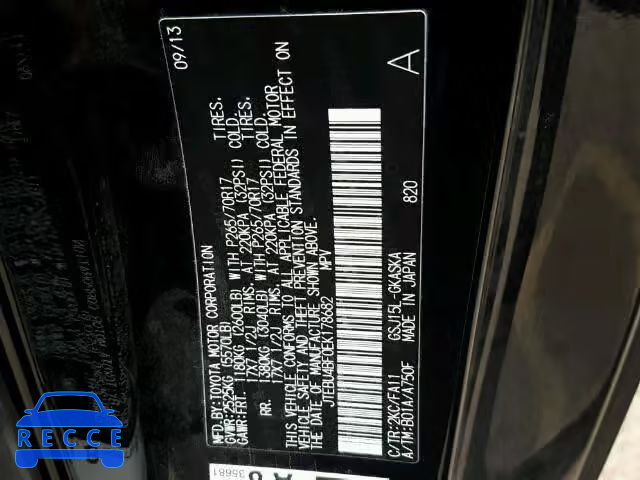 MFD.BY:TOYOTA MOTOR CORPORATION 09/13
GVWR:2525KG (5570LB)
GAWR:FRT. 1180KG (2600LB) WITH P265/70R17 TIRES,
17X7 1/2J RIMS, AT 220KPA (32PSI) COLD.
RR. 1380KG (3040LB) WITH P265/70R17 TIRES,
17X7 1/2J RIMS, AT 220KPA (32PSI) COLD.
THIS VEHICLE CONFORMS TO ALL APPLICABLE FEDERAL MOTOR
VEHICLE SAFETY AND THEFT PREVENTION STANDARDS IN EFFECT ON
THE DATE OF MANUFACTURE SHOWN ABOVE.
JTEBU4BF0EK178682 MPV
A
C/TR:2KC/FA11 GSJ15L-GKASKA 820
A/TM:B01A/A750F MADE IN JAPAN
35681